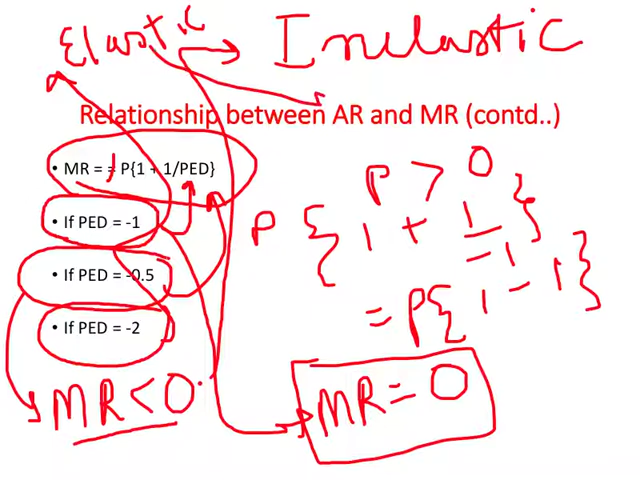 Elastic → Inelastic
Relationship between AR and MR (contd..)
• MR = = P{1 + 1/PED}
P > 0
• If PED = -1
P { 1 + 1/-1 }
• If PED = -0.5
= P{ 1 - 1 }
• If PED = -2
MR < 0
MR = 0